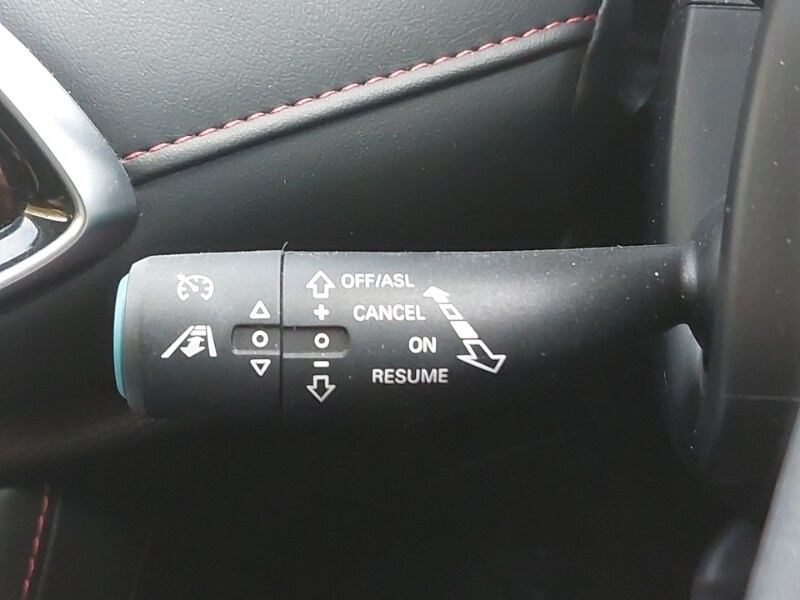 OFF/ASL
+ CANCEL
ON
- RESUME